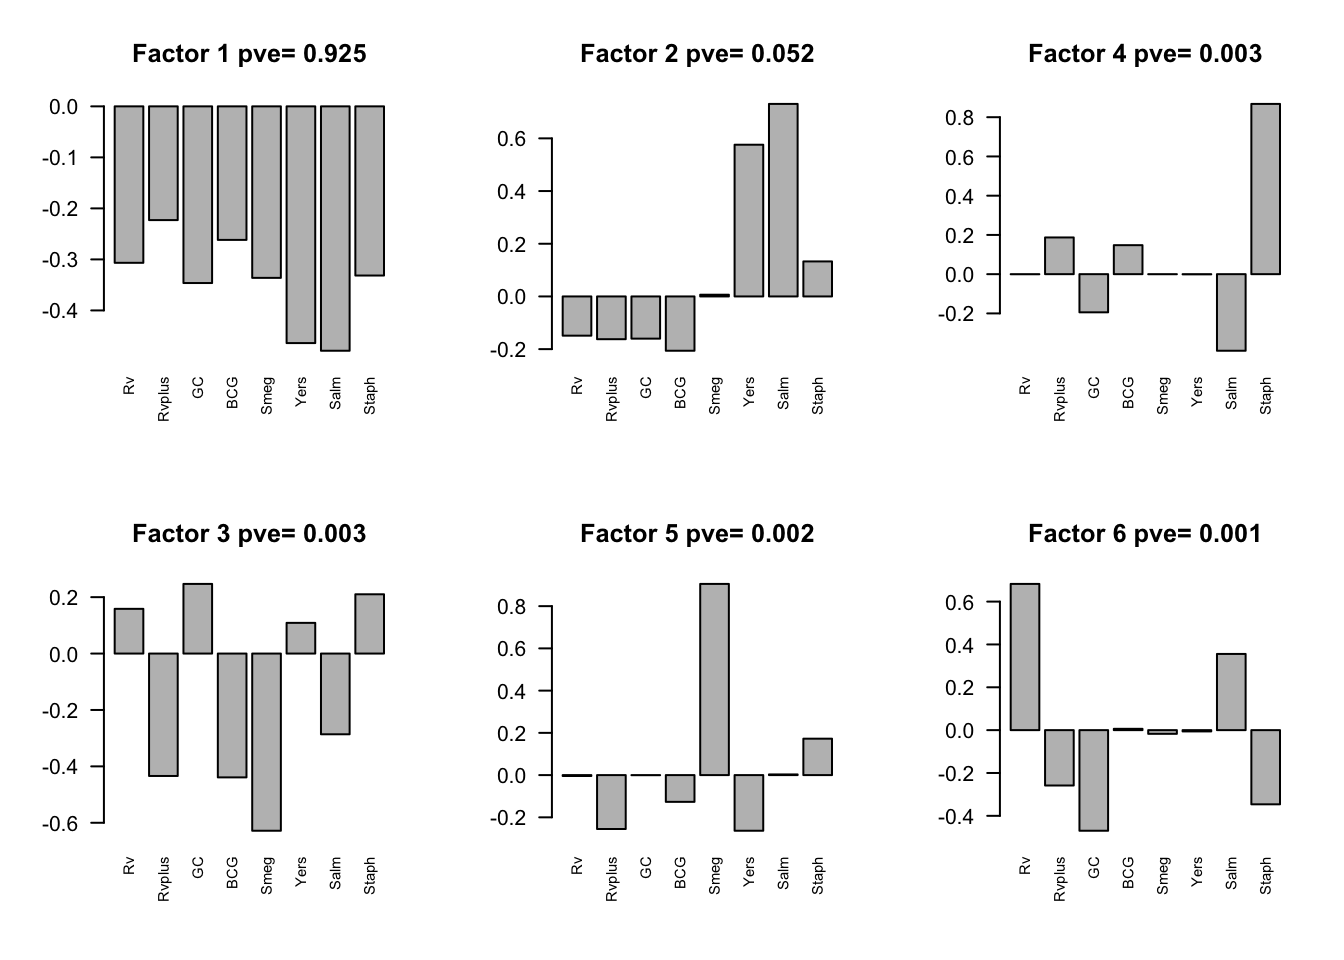 Factor 1 pve= 0.925
0.0
-0.1
-0.2
-0.3
-0.4
Rv Rvplus GC BCG Smeg Yers Salm Staph
Factor 2 pve= 0.052
0.6
0.4
0.2
0.0
-0.2
Rv Rvplus GC BCG Smeg Yers Salm Staph
Factor 4 pve= 0.003
0.8
0.6
0.4
0.2
0.0
-0.2
Rv Rvplus GC BCG Smeg Yers Salm Staph
Factor 3 pve= 0.003
0.2
0.0
-0.2
-0.4
-0.6
Rv Rvplus GC BCG Smeg Yers Salm Staph
Factor 5 pve= 0.002
0.8
0.6
0.4
0.2
0.0
-0.2
Rv Rvplus GC BCG Smeg Yers Salm Staph
Factor 6 pve= 0.001
0.6
0.4
0.2
0.0
-0.2
-0.4
Rv Rvplus GC BCG Smeg Yers Salm Staph